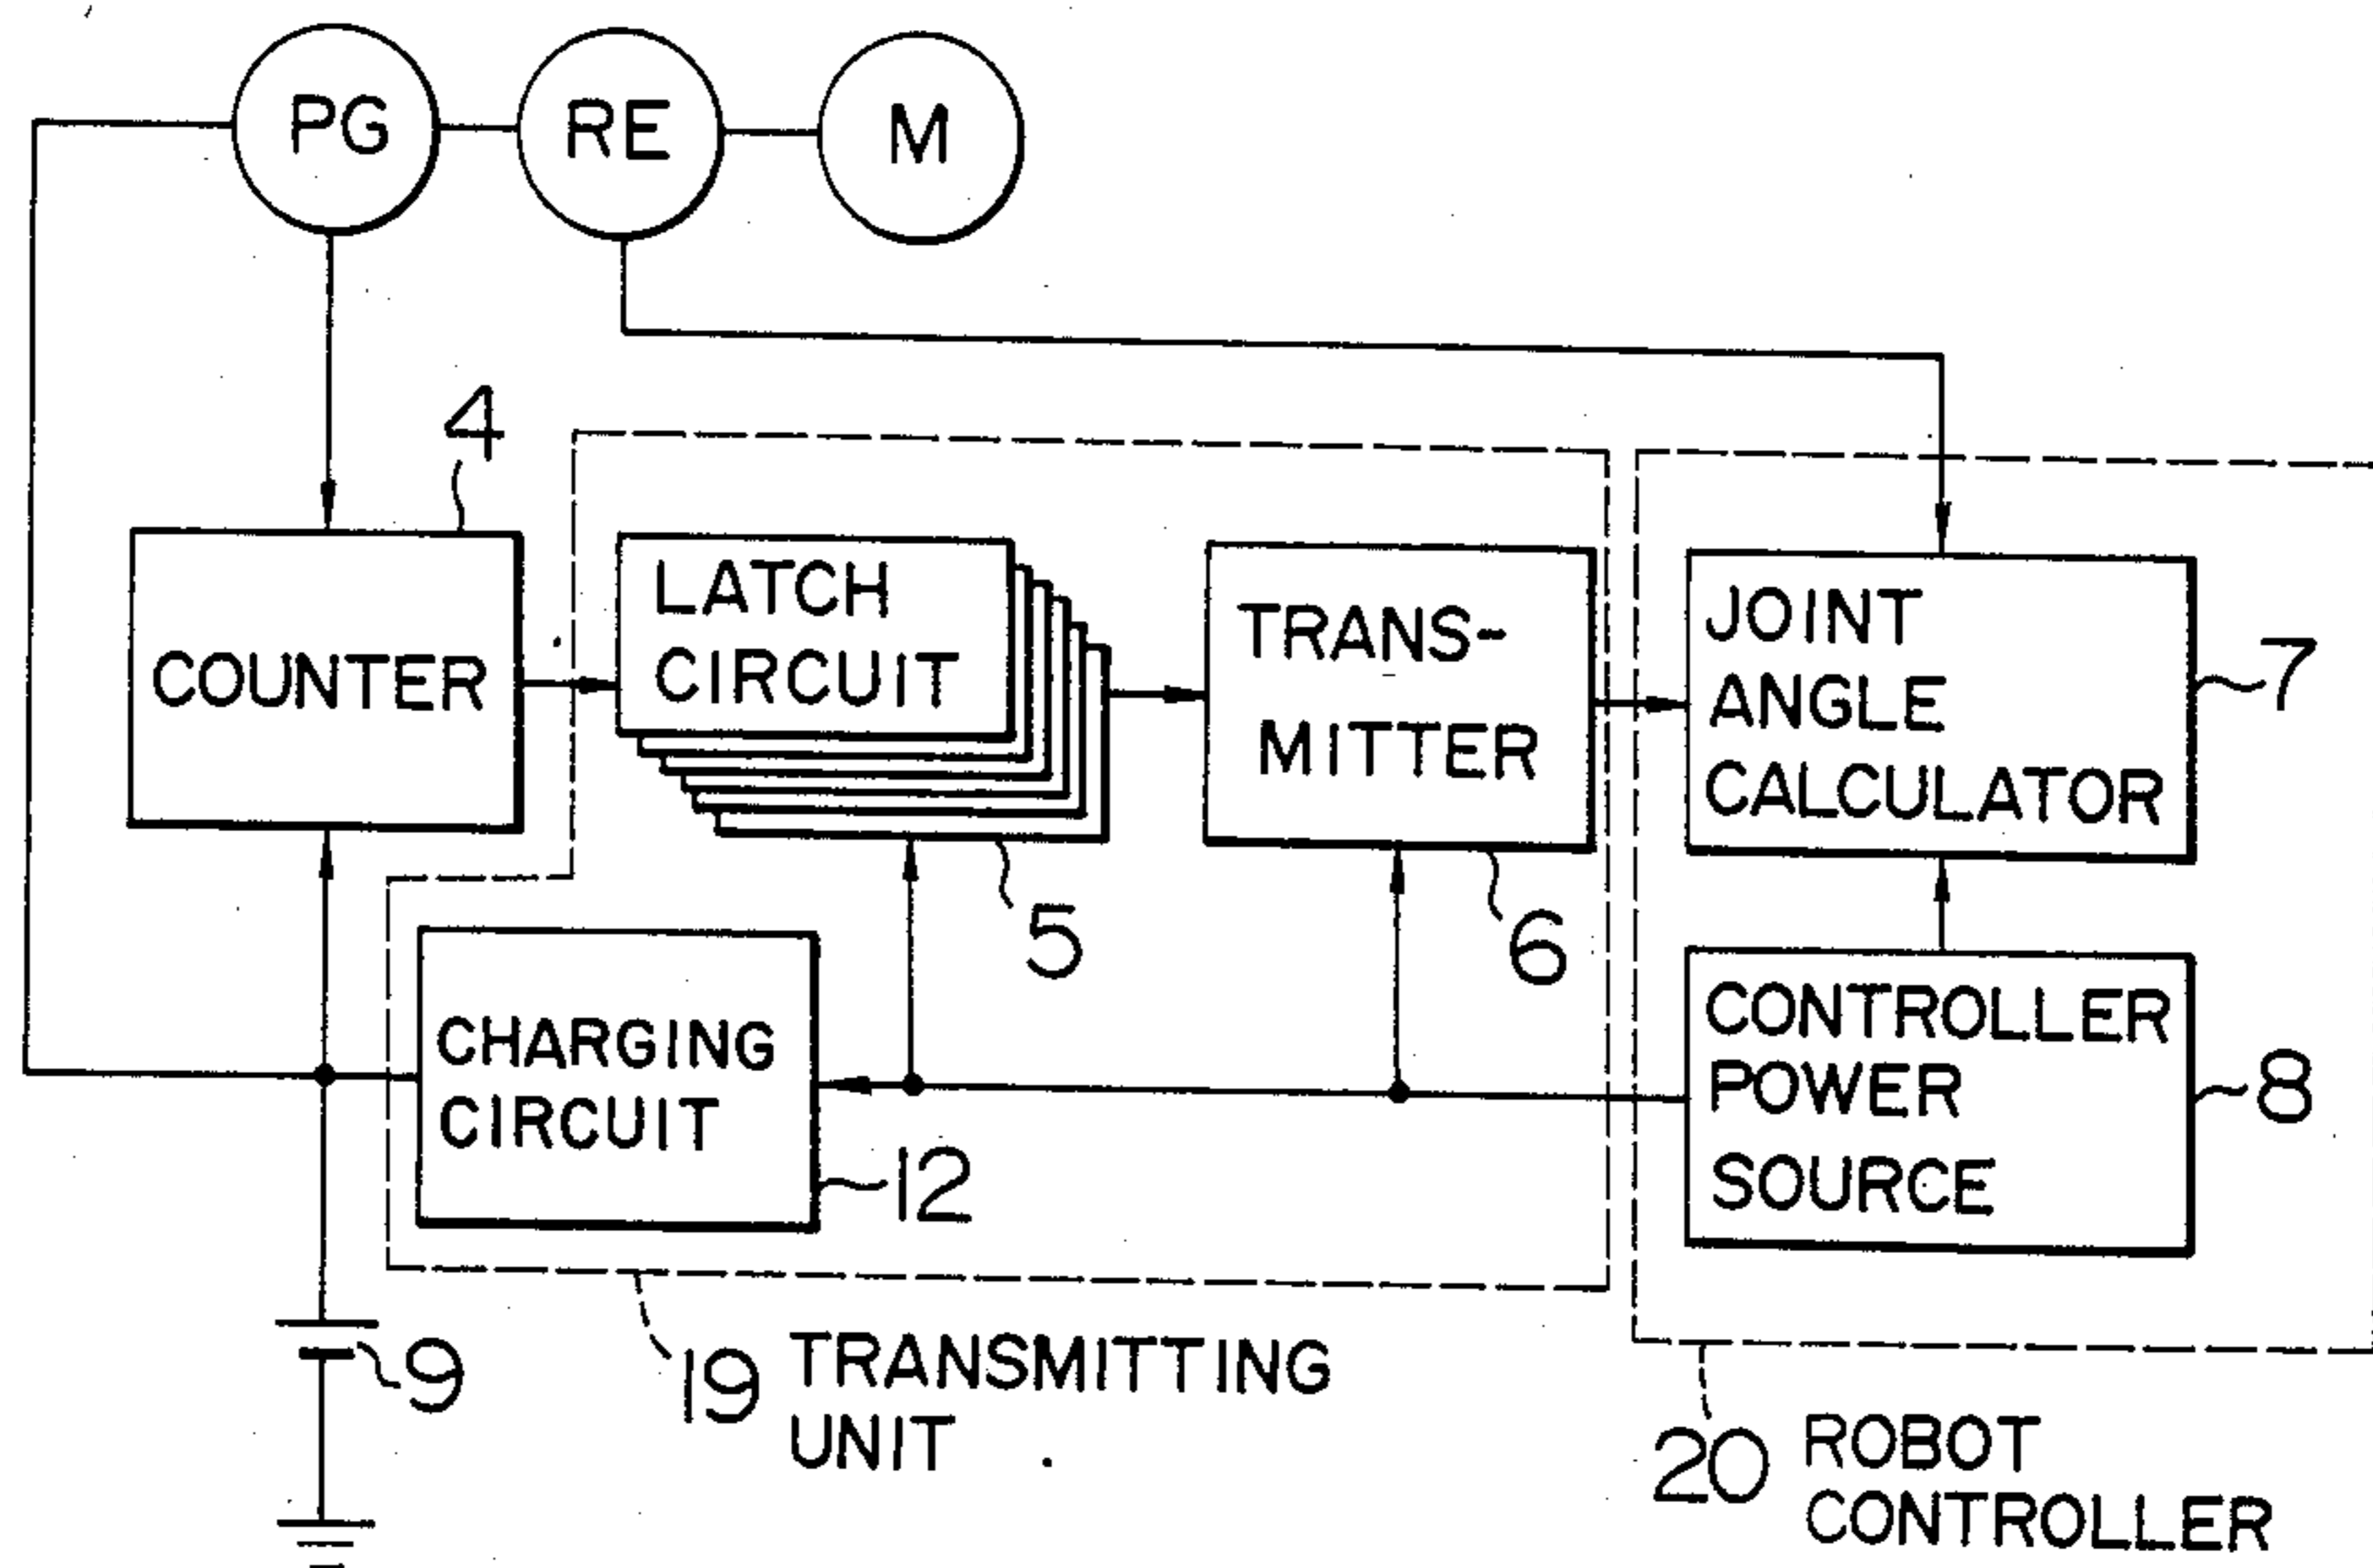 PG
RE
M
4
COUNTER
LATCH
CIRCUIT
5
TRANS-
MITTER
6
JOINT
ANGLE
CALCULATOR
7
CHARGING
CIRCUIT
12
CONTROLLER
POWER
SOURCE
8
9
19 TRANSMITTING
UNIT
20 ROBOT
CONTROLLER